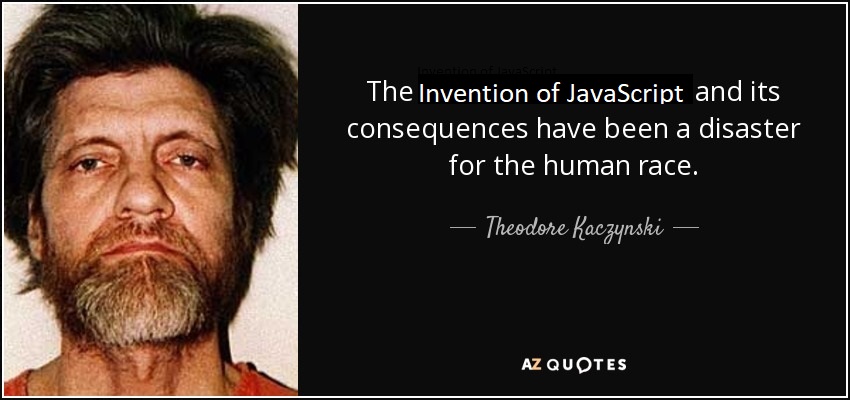 The Invention of JavaScript and its
consequences have been a disaster
for the human race.
Theodore Kaczynski
AZ QUOTES